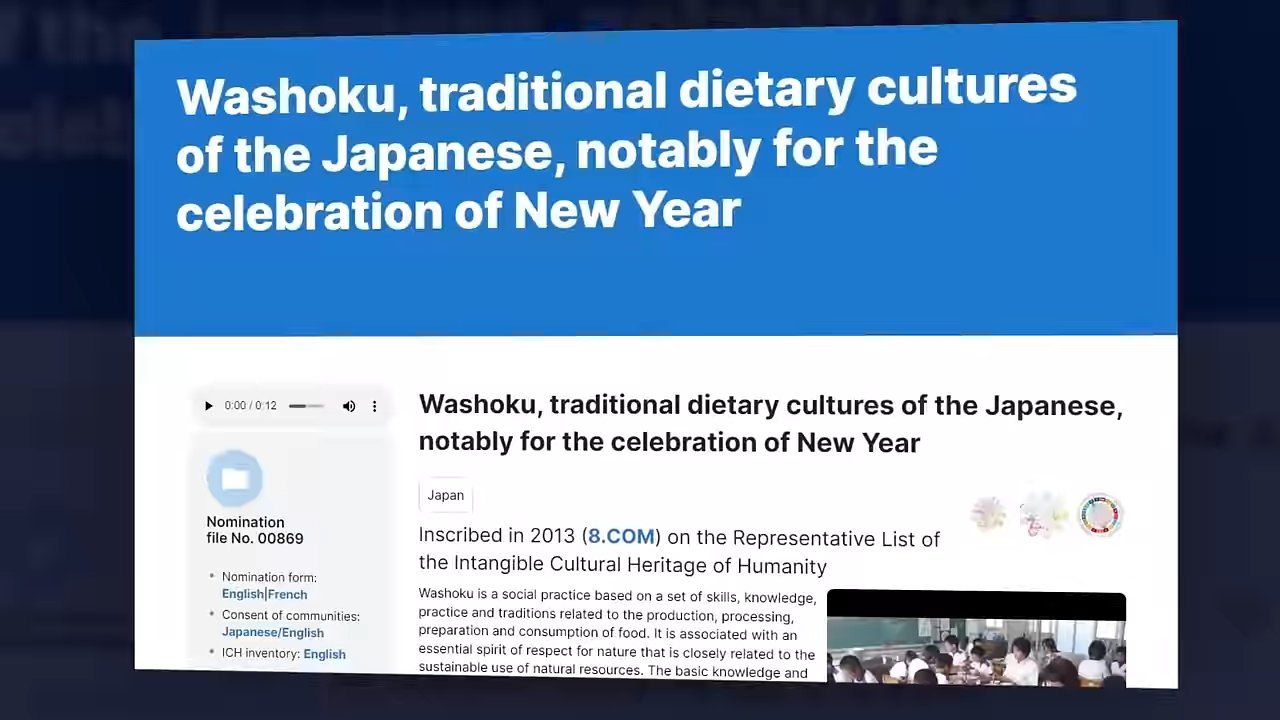 Washoku, traditional dietary cultures
of the Japanese, notably for the
celebration of New Year
0:00 / 0:12
Nomination
file No. 00869
Nomination form:
English|French
Consent of communities:
Japanese/English
ICH inventory: English
Washoku, traditional dietary cultures of the Japanese,
notably for the celebration of New Year
Japan
Inscribed in 2013 (8.COM) on the Representative List of
the Intangible Cultural Heritage of Humanity
Washoku is a social practice based on a set of skills, knowledge,
practice and traditions related to the production, processing,
preparation and consumption of food. It is associated with an
essential spirit of respect for nature that is closely related to the
sustainable use of natural resources. The basic knowledge and